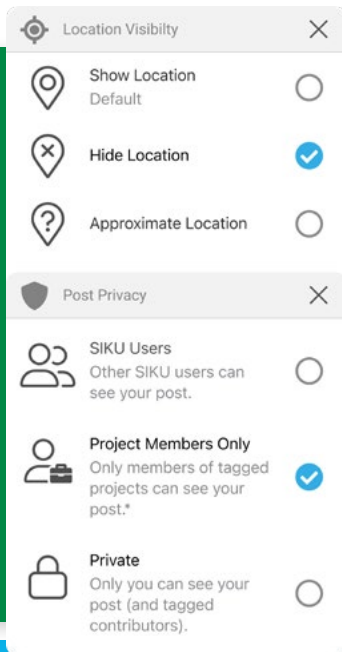 Location Visibilty
Show Location
Default
Hide Location
Approximate Location
Post Privacy
SIKU Users
Other SIKU users can
see your post.
Project Members Only
Only members of tagged
projects can see your
post.*
Private
Only you can see your
post (and tagged
contributors).